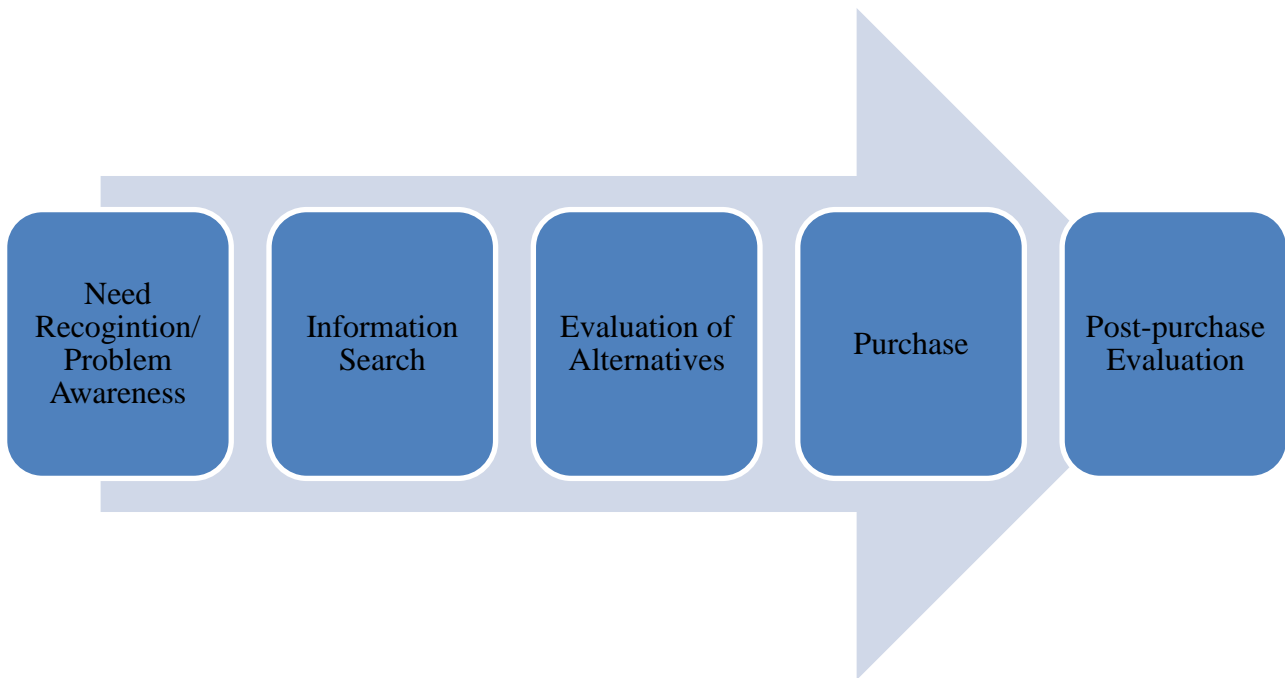 Need
Recogintion/
Problem
Awareness
Information
Search
Evaluation of
Alternatives
Purchase
Post-purchase
Evaluation